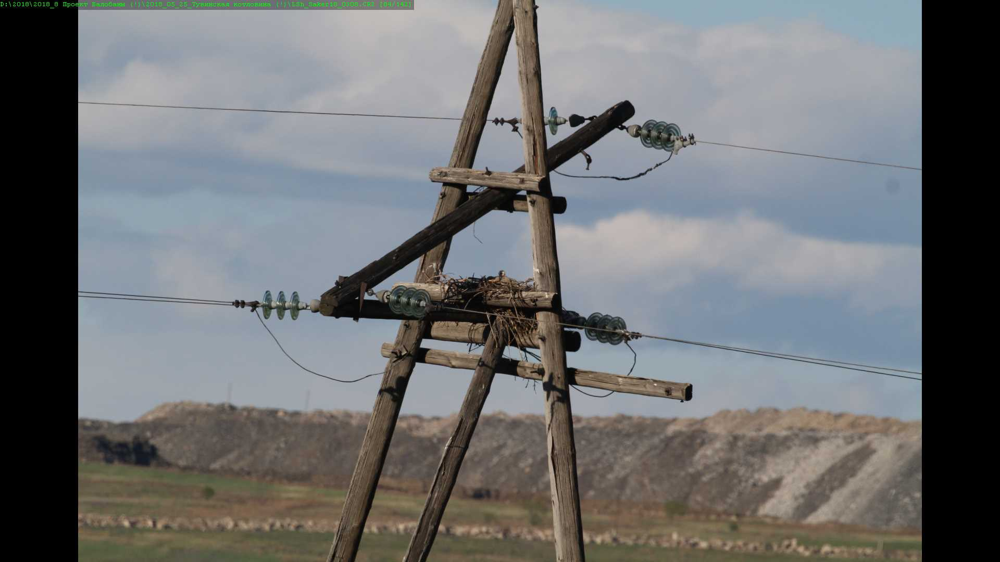 D:\2018\2018_8 Проект Балобаны (!)\2018_05_25_Тувинская котловина (!)\LSh_Saker18_0308.CR2 [84/142]